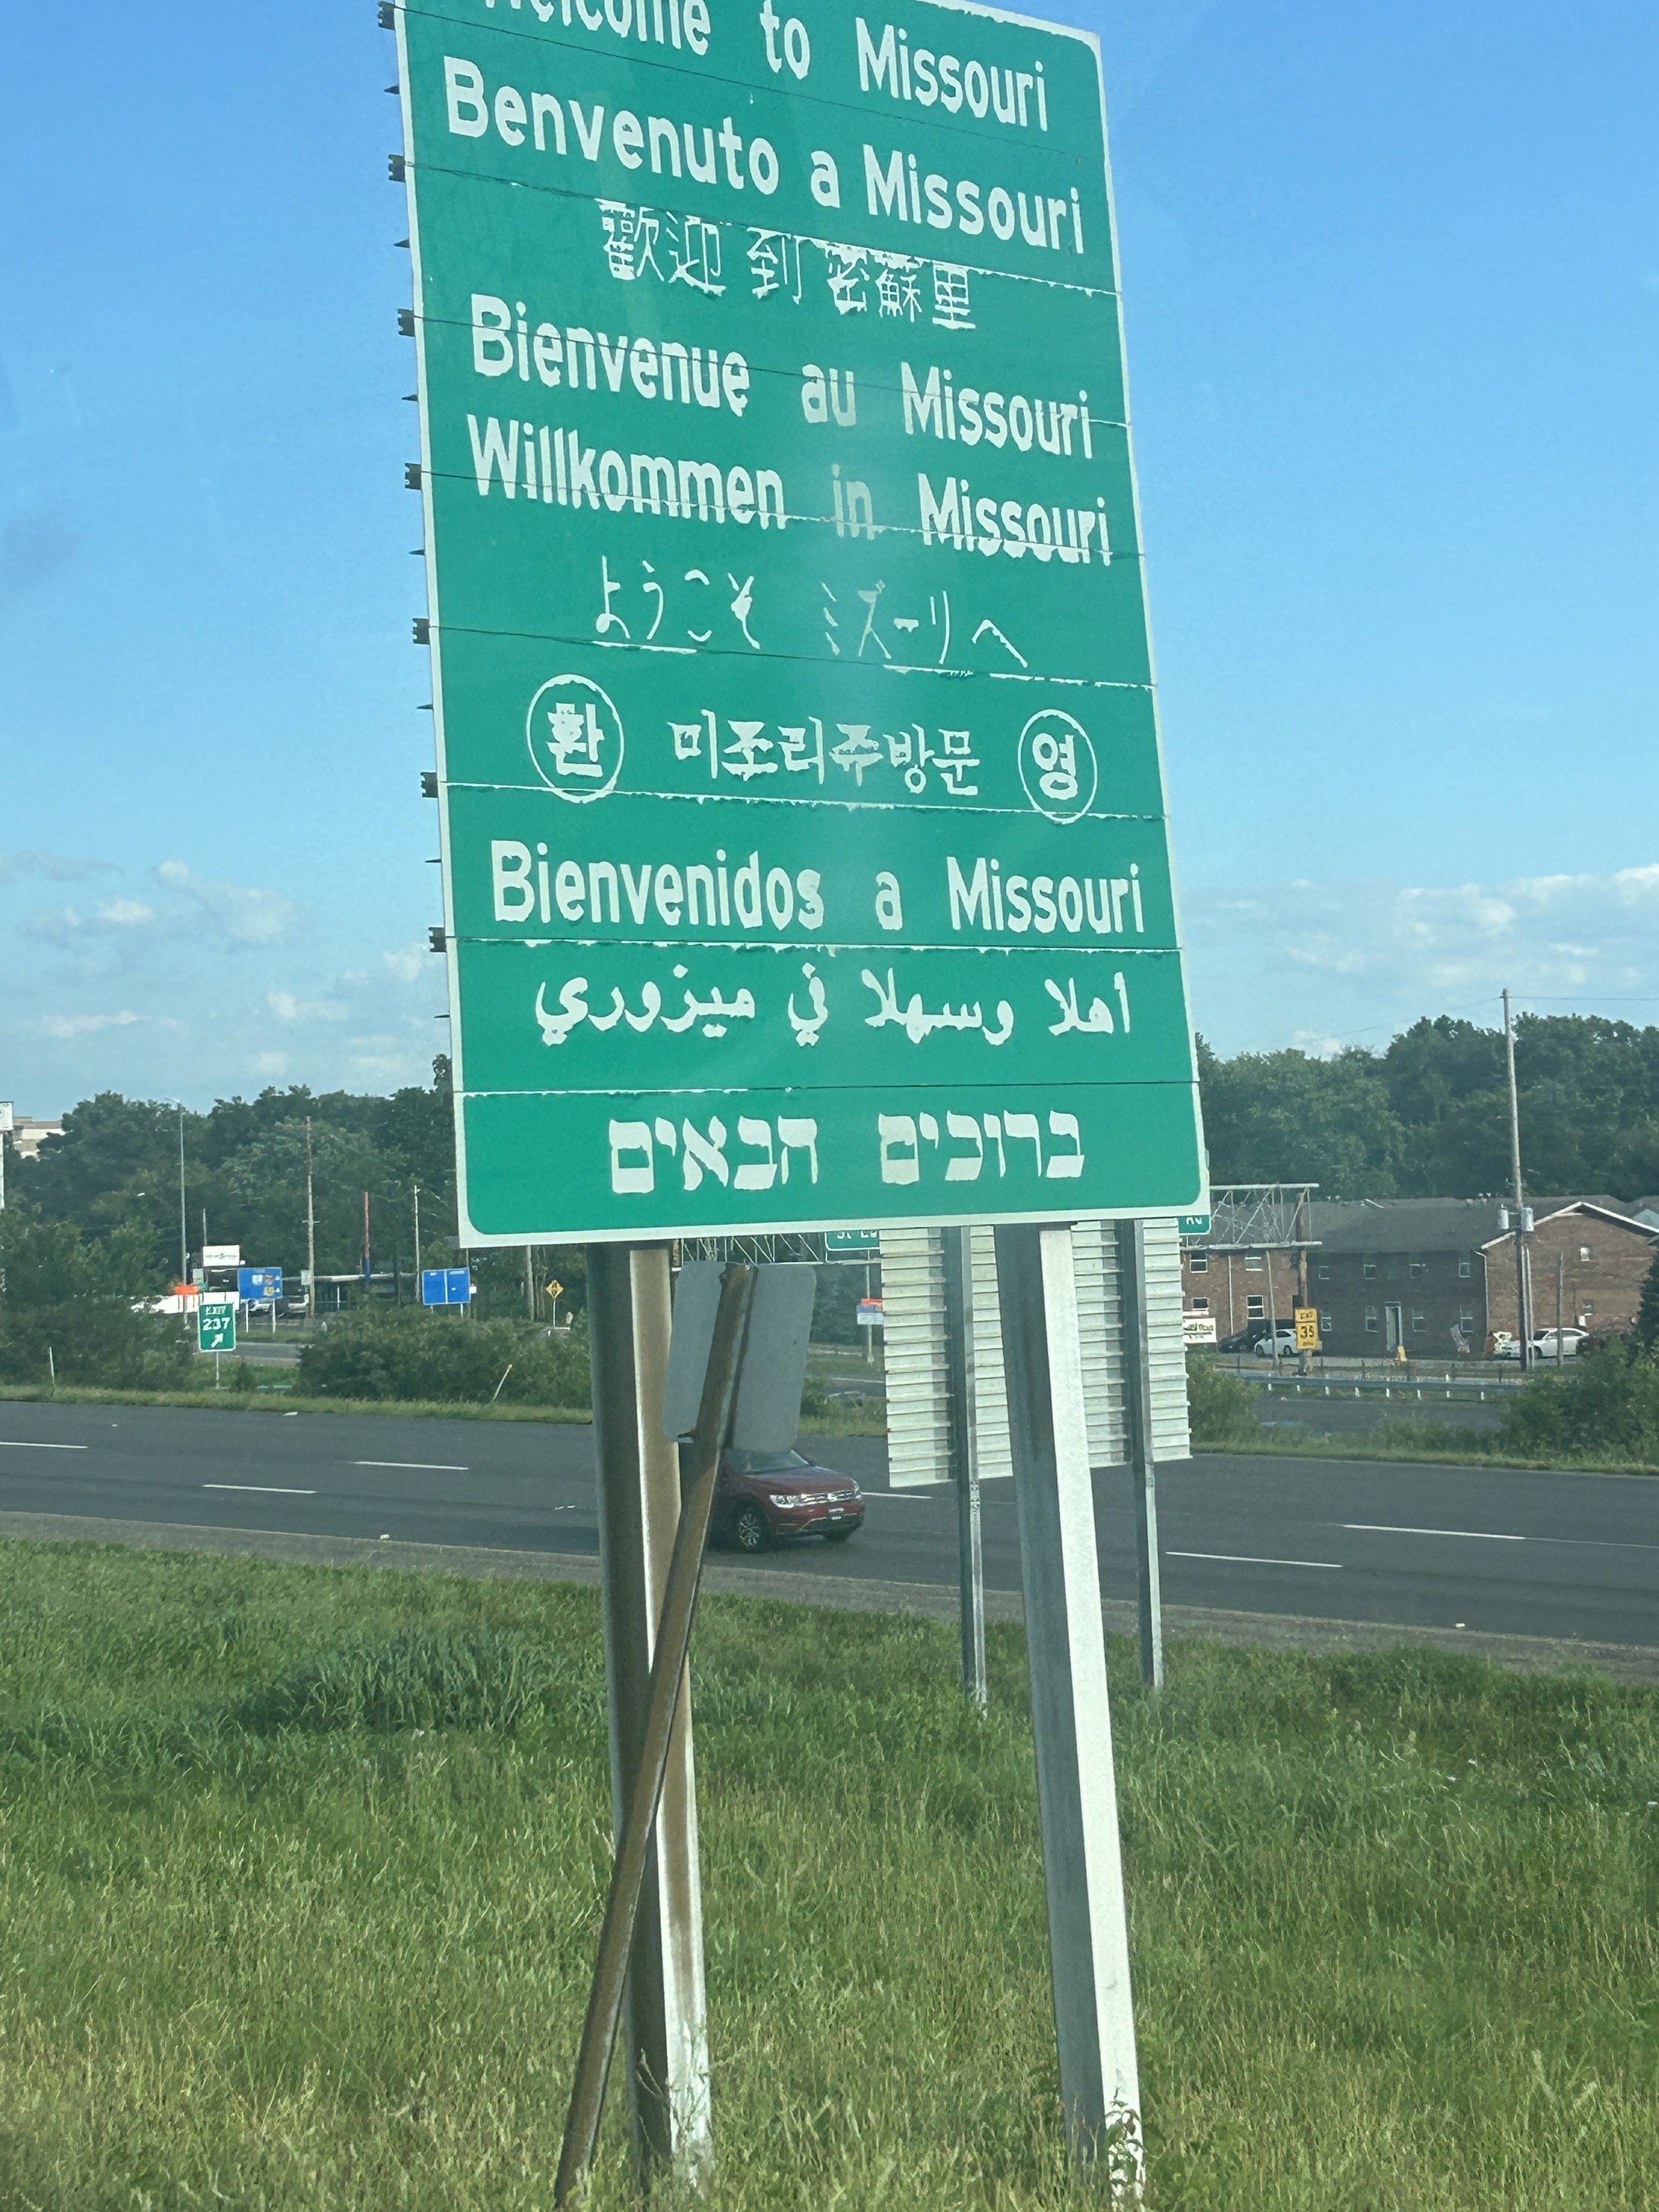 Welcome to Missouri
Benvenuto a Missouri
歡迎 到 密蘇里
Bienvenue au Missouri
Willkommen in Missouri
ようこそ ミズーリへ
환 미조리주방문 영
Bienvenidos a Missouri
أهلا وسهلا في ميزوري
ברוכים הבאים
EXIT
237
35